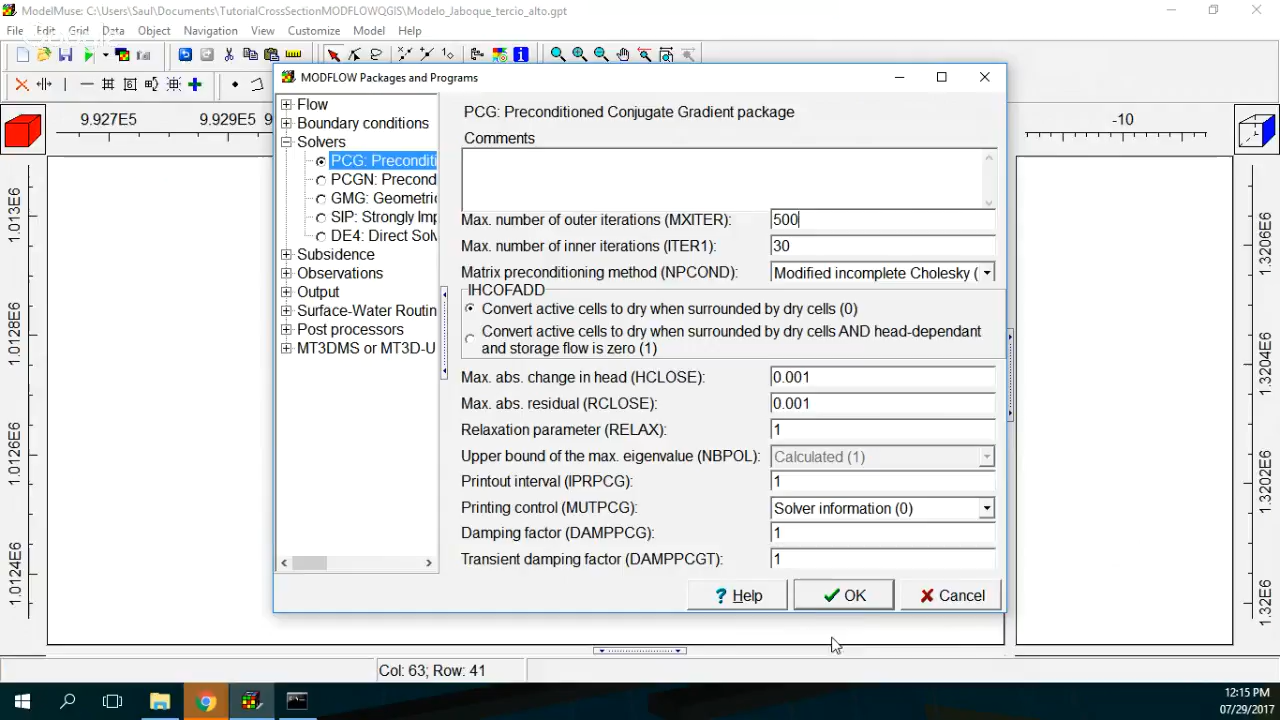 ModelMuse: C:\Users\Saul\Documents\TutorialCrossSectionMODFLOWQGIS\Modelo_Jaboque_tercio_alto.gpt
File Edit Grid Data Object Navigation View Customize Model Help
MODFLOW Packages and Programs
9.927E5 9.929E5 9
-10
1.013E6
1.0128E6
1.0126E6
1.0124E6
1.3206E6
1.3204E6
1.3202E6
1.32E6
Flow
Boundary conditions
Solvers
PCG: Preconditi
PCGN: Precond
GMG: Geometri
SIP: Strongly Imp
DE4: Direct Solv
Subsidence
Observations
Output
Surface-Water Routin
Post processors
MT3DMS or MT3D-U
PCG: Preconditioned Conjugate Gradient package
Comments
Max. number of outer iterations (MXITER): 500
Max. number of inner iterations (ITER1): 30
Matrix preconditioning method (NPCOND): Modified incomplete Cholesky (
IHCOFADD
Convert active cells to dry when surrounded by dry cells (0)
Convert active cells to dry when surrounded by dry cells AND head-dependant
and storage flow is zero (1)
Max. abs. change in head (HCLOSE): 0.001
Max. abs. residual (RCLOSE): 0.001
Relaxation parameter (RELAX): 1
Upper bound of the max. eigenvalue (NBPOL): Calculated (1)
Printout interval (IPRPCG): 1
Printing control (MUTPCG): Solver information (0)
Damping factor (DAMPPCG): 1
Transient damping factor (DAMPPCGT): 1
? Help OK Cancel
Col: 63; Row: 41
12:15 PM
07/29/2017